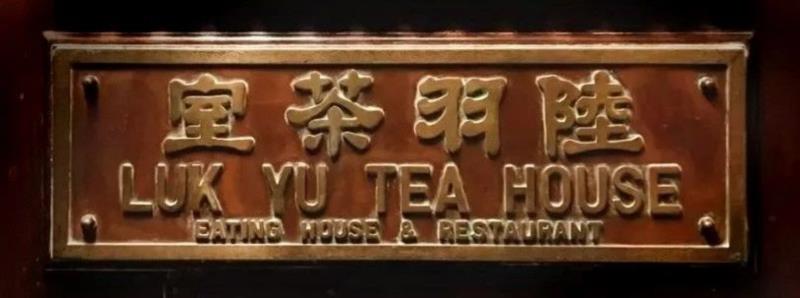 陸羽茶室
LUK YU TEA HOUSE
EATING HOUSE & RESTAURANT